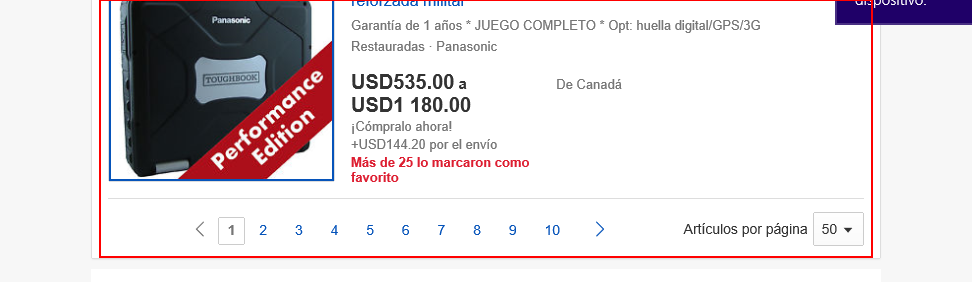 reforzada militar
dispositivo.
Panasonic
Garantía de 1 años * JUEGO COMPLETO * Opt: huella digital/GPS/3G
Restauradas · Panasonic
TOUGHBOOK
Performance
Edition
USD535.00 a
De Canadá
USD1 180.00
¡Cómpralo ahora!
+USD144.20 por el envío
Más de 25 lo marcaron como
favorito
1 2 3 4 5 6 7 8 9 10
Artículos por página 50